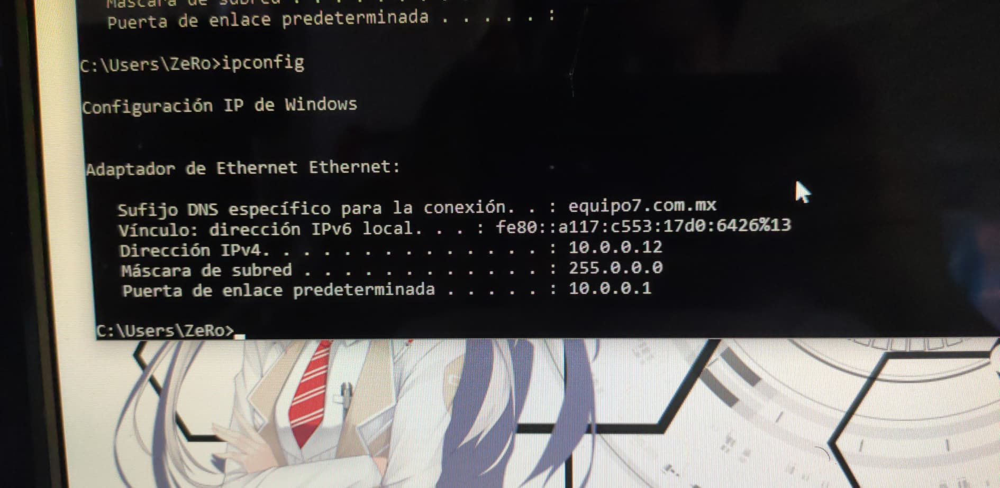 Máscara de subred . . . . . . . .
Puerta de enlace predeterminada . . . . . :
C:\Users\ZeRo>ipconfig
Configuración IP de Windows
Adaptador de Ethernet Ethernet:
Sufijo DNS específico para la conexión. . : equipo7.com.mx
Vínculo: dirección IPv6 local. . . : fe80::a117:c553:17d0:6426%13
Dirección IPv4. . . . . . . . . . . . . . : 10.0.0.12
Máscara de subred . . . . . . . . . . . . : 255.0.0.0
Puerta de enlace predeterminada . . . . . : 10.0.0.1
C:\Users\ZeRo>_